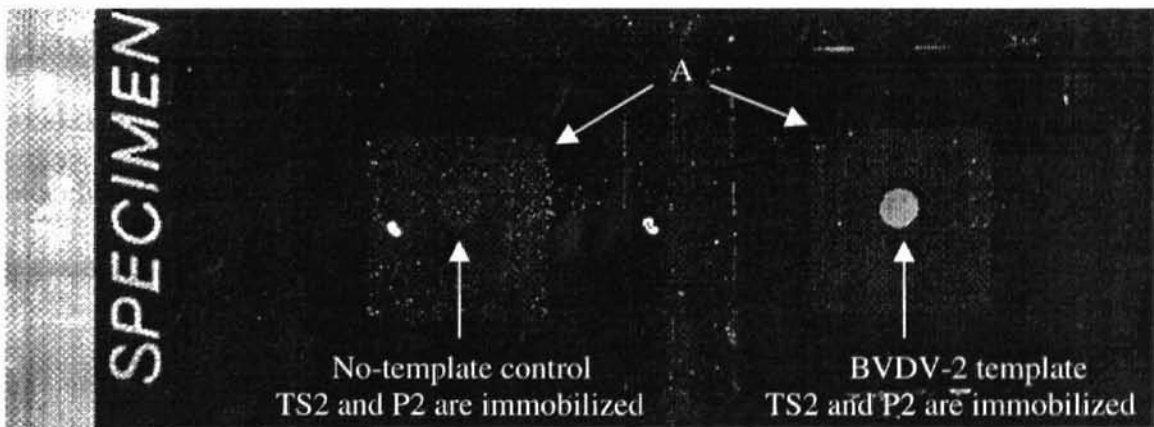 SPECIMEN
A
No-template control
TS2 and P2 are immobilized
BVDV-2 template
TS2 and P2 are immobilized